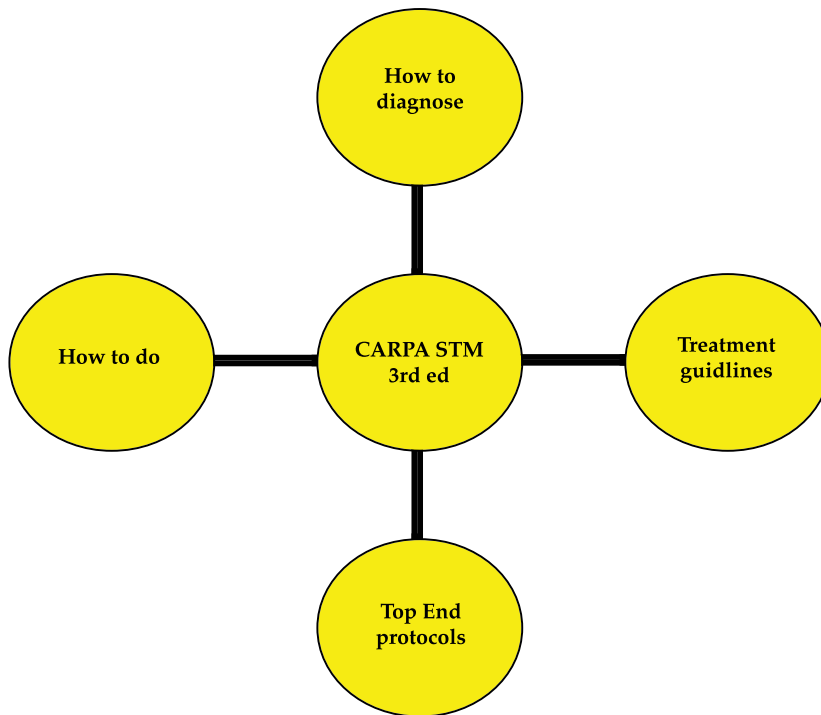 How to
diagnose
How to do
CARPA STM
3rd ed
Treatment
guidlines
Top End
protocols